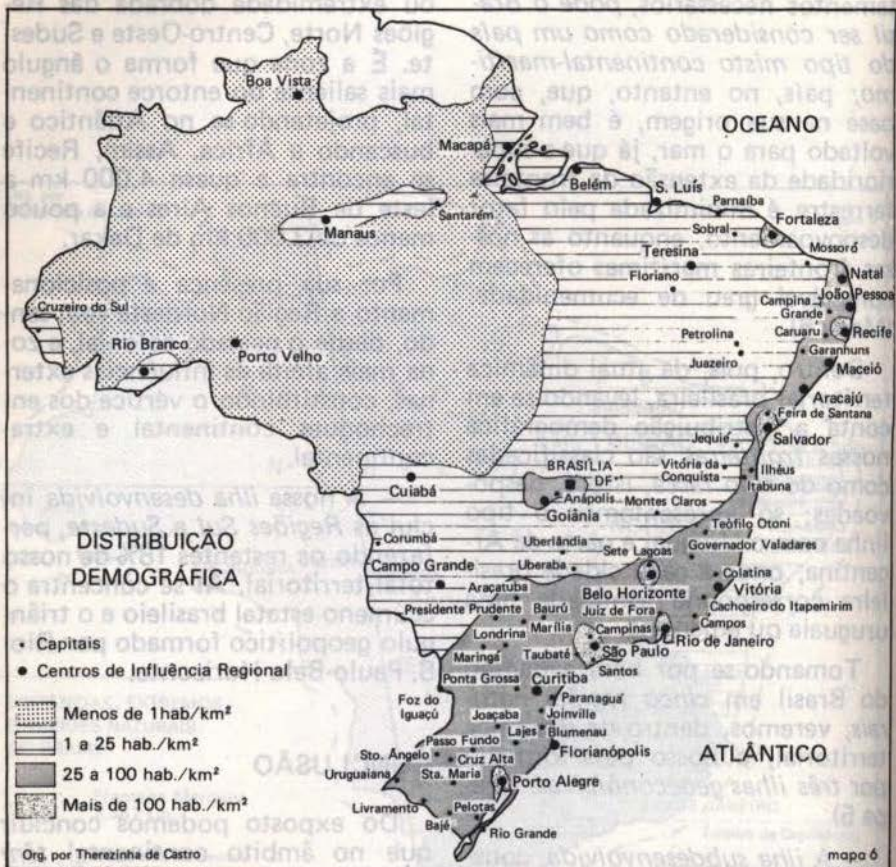 Boa Vista
Macapá
OCEANO
Belém
S. Luís
Parnaíba
Santarém
Manaus
Sobral
Fortaleza
Teresina
Mossoró
Floriano
Natal
João Pessoa
Campina
Grande
Cruzeiro do Sul
Caruaru
Recife
Rio Branco
Porto Velho
Petrolina
Garanhuns
Juazeiro
Maceió
Aracajú
Feira de Santana
Salvador
Jequie
BRASÍLIA
DF
Vitória da
Conquista
Ilhéus
Itabuna
Cuiabá
Anápolis
Goiânia
Montes Claros
Teófilo Otoni
Corumbá
Uberlândia
Sete Lagoas
Governador Valadares
DISTRIBUIÇÃO
DEMOGRÁFICA
Campo Grande
Uberaba
Colatina
Belo Horizonte
Vitória
Araçatuba
Cachoeiro do Itapemirim
Presidente Prudente
Baurú
Juiz de Fora
Campos
Londrina
Marília
Campinas
Rio de Janeiro
• Capitais
Maringá
Taubaté
São Paulo
• Centros de Influência Regional
Ponta Grossa
Santos
Curitiba
Foz do
Iguaçú
Paranaguá
Menos de 1hab/km²
Joaçaba
Joinville
Lajes
Blumenau
1 a 25 hab./km²
Passo Fundo
Florianópolis
ATLÂNTICO
Sto. Ângelo
Cruz Alta
25 a 100 hab./km²
Uruguaiana
Sta. Maria
Porto Alegre
Mais de 100 hab./km²
Livramento
Pelotas
Bajé
Rio Grande
Org. por Therezinha de Castro
mapa 6